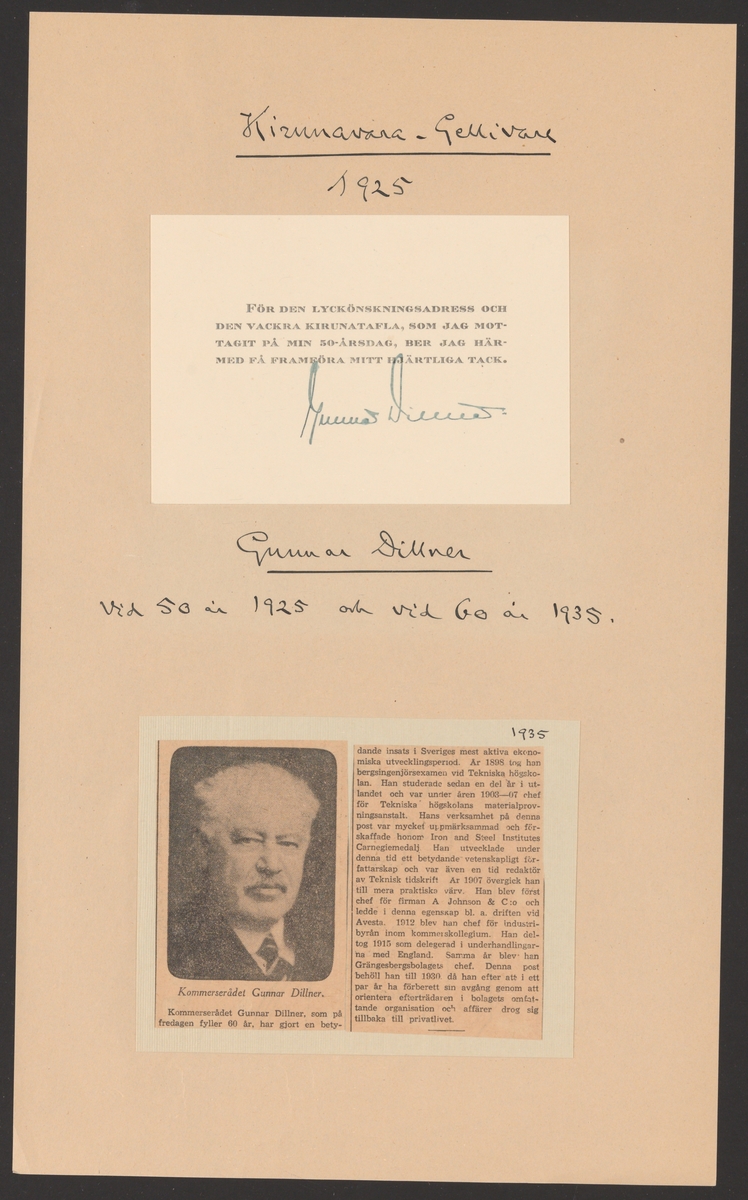 Kirunavara - Gellivare
1925
FÖR DEN LYCKÖNSKNINGSADRESS OCH
DEN VACKRA KIRUNATAFLA, SOM JAG MOT-
TAGIT PÅ MIN 50-ÅRSDAG, BER JAG HÄR-
MED FÅ FRAMFÖRA MITT HJÄRTLIGA TACK.
Gunnar Dillner
Gunnar Dillner
Vid 50 år 1925 och vid 60 år 1935.
1935
Kommerserådet Gunnar Dillner.
Kommerserådet Gunnar Dillner, som på
fredagen fyller 60 år, har gjort en bety-
dande insats i Sveriges mest aktiva ekono-
miska utvecklingsperiod. År 1898 tog han
bergsingenjörsexamen vid Tekniska högsko-
lan. Han studerade sedan en del år i ut-
landet och var under åren 1903—07 chef
för Tekniska högskolans materialprov-
ningsanstalt. Hans verksamhet på denna
post var mycket uppmärksammad och för-
skaffade honom Iron and Steel Institutes
Carnegiemedalj. Han utvecklade under
denna tid ett betydande vetenskapligt för-
fattarskap och var även en tid redaktör
av Teknisk tidskrift. År 1907 övergick han
till mera praktiska värv. Han blev först
chef för firman A. Johnson & C:o och
ledde i denna egenskap bl. a. driften vid
Avesta. 1912 blev han chef för industri-
byrån inom kommerskollegium. Han del-
tog 1915 som delegerad i underhandlingar-
na med England. Samma år blev han
Grängesbergsbolagets chef. Denna post
behöll han till 1930 då han efter att i ett
par år ha förberett sin avgång genom att
orientera efterträdaren i bolagets omfat-
tande organisation och affärer drog sig
tillbaka till privatlivet.